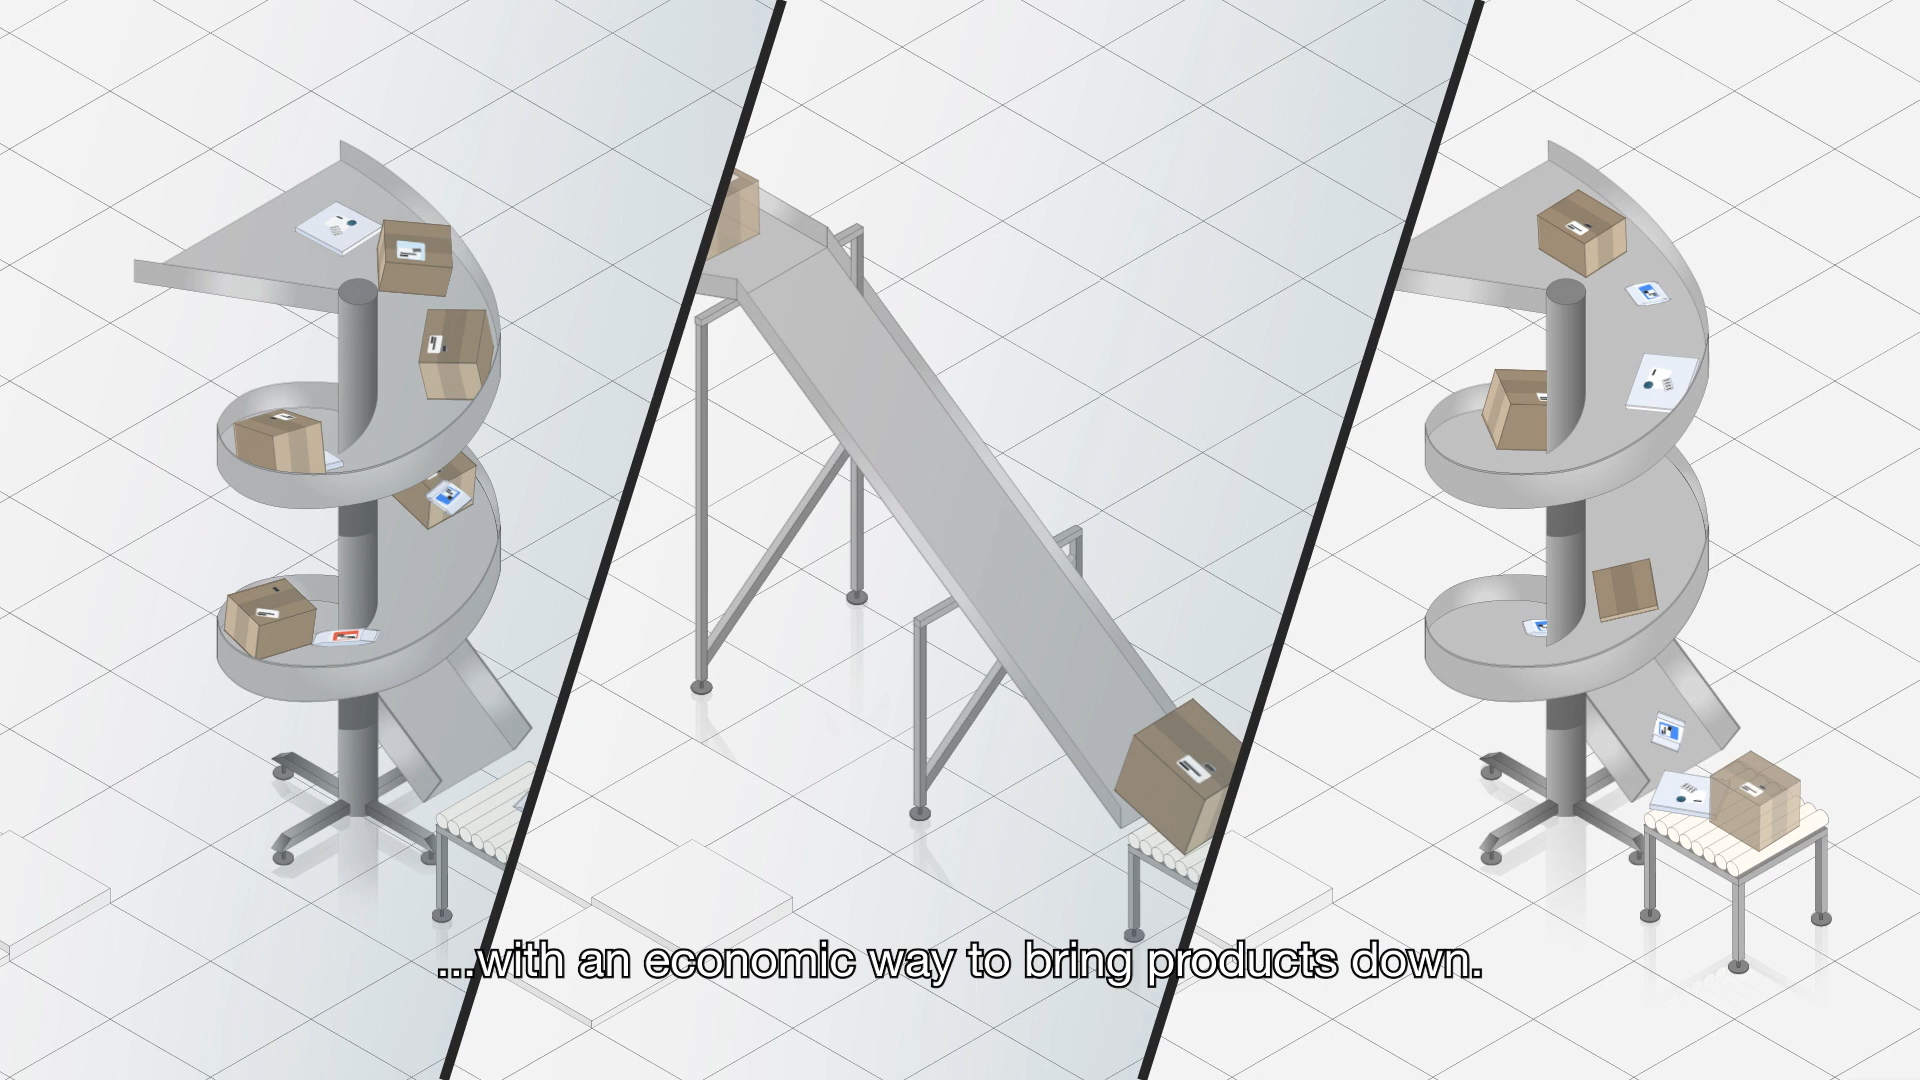 ...with an economic way to bring products down.